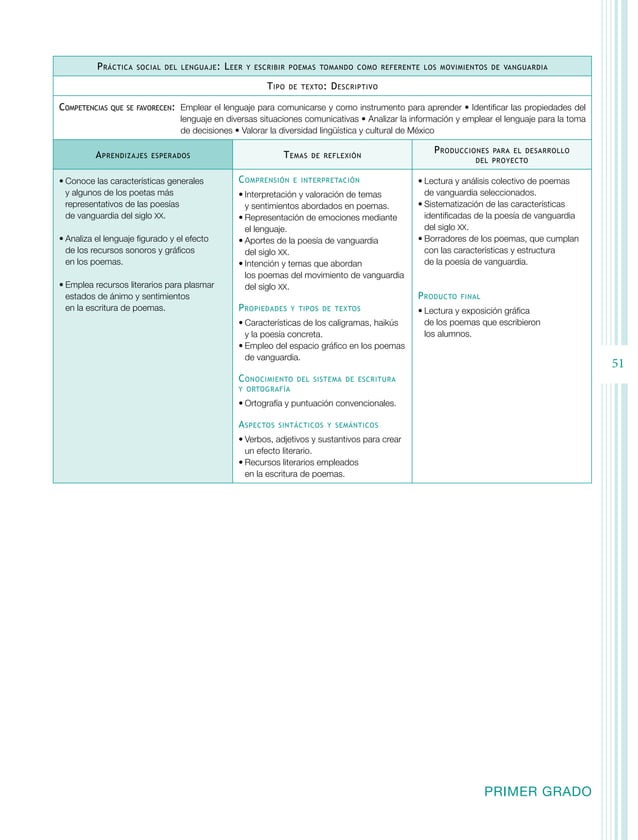 Práctica social del lenguaje: Leer y escribir poemas tomando como referente los movimientos de vanguardia
Tipo de texto: Descriptivo
Competencias que se favorecen: Emplear el lenguaje para comunicarse y como instrumento para aprender • Identificar las propiedades del
lenguaje en diversas situaciones comunicativas • Analizar la información y emplear el lenguaje para la toma
de decisiones • Valorar la diversidad lingüística y cultural de México
Aprendizajes esperados
• Conoce las características generales
y algunos de los poetas más
representativos de las poesías
de vanguardia del siglo XX.
• Analiza el lenguaje figurado y el efecto
de los recursos sonoros y gráficos
en los poemas.
• Emplea recursos literarios para plasmar
estados de ánimo y sentimientos
en la escritura de poemas.
Temas de reflexión
Comprensión e interpretación
• Interpretación y valoración de temas
y sentimientos abordados en poemas.
• Representación de emociones mediante
el lenguaje.
• Aportes de la poesía de vanguardia
del siglo XX.
• Intención y temas que abordan
los poemas del movimiento de vanguardia
del siglo XX.
Propiedades y tipos de textos
• Características de los caligramas, haikús
y la poesía concreta.
• Empleo del espacio gráfico en los poemas
de vanguardia.
Conocimiento del sistema de escritura
y ortografía
• Ortografía y puntuación convencionales.
Aspectos sintácticos y semánticos
• Verbos, adjetivos y sustantivos para crear
un efecto literario.
• Recursos literarios empleados
en la escritura de poemas.
Producciones para el desarrollo
del proyecto
• Lectura y análisis colectivo de poemas
de vanguardia seleccionados.
• Sistematización de las características
identificadas de la poesía de vanguardia
del siglo XX.
• Borradores de los poemas, que cumplan
con las características y estructura
de la poesía de vanguardia.
Producto final
• Lectura y exposición gráfica
de los poemas que escribieron
los alumnos.
51
PRIMER GRADO